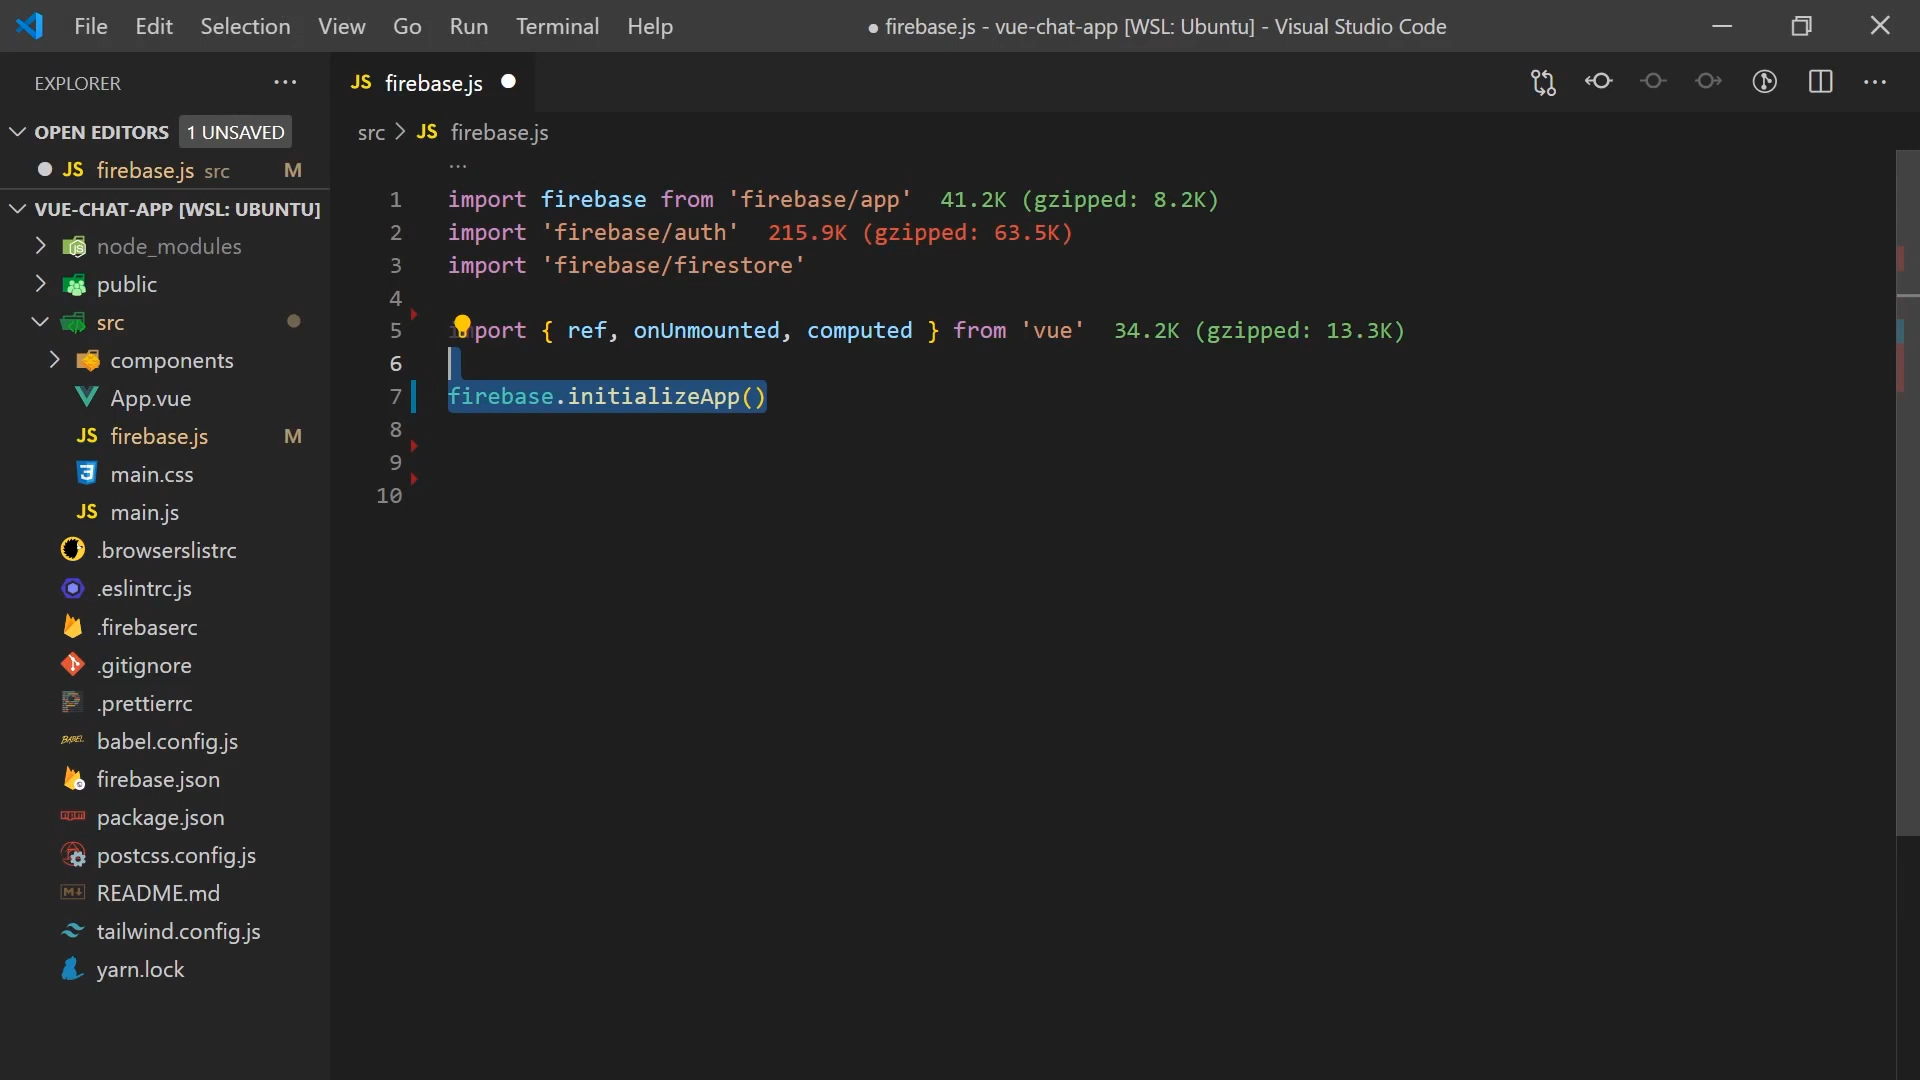 File Edit Selection View Go Run Terminal Help
● firebase.js - vue-chat-app [WSL: Ubuntu] - Visual Studio Code
EXPLORER ···
OPEN EDITORS 1 UNSAVED
JS firebase.js src M
VUE-CHAT-APP [WSL: UBUNTU]
node_modules
public
src
components
App.vue
JS firebase.js M
main.css
JS main.js
.browserslistrc
.eslintrc.js
.firebaserc
.gitignore
.prettierrc
BABEL babel.config.js
firebase.json
package.json
postcss.config.js
README.md
tailwind.config.js
yarn.lock
JS firebase.js ●
src > JS firebase.js
...
1 import firebase from 'firebase/app' 41.2K (gzipped: 8.2K)
2 import 'firebase/auth' 215.9K (gzipped: 63.5K)
3 import 'firebase/firestore'
4
5 import { ref, onUnmounted, computed } from 'vue' 34.2K (gzipped: 13.3K)
6
7 firebase.initializeApp()
8
9
10